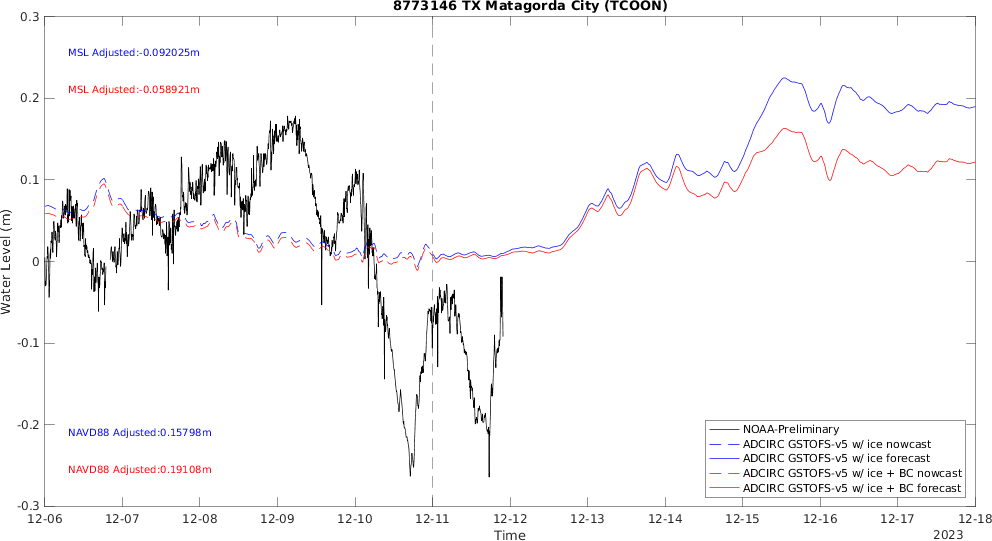 8773146 TX Matagorda City (TCOON)
0.3
0.2
0.1
0
-0.1
-0.2
-0.3
Water Level (m)
MSL Adjusted:-0.092025m
MSL Adjusted:-0.058921m
NAVD88 Adjusted:0.15798m
NAVD88 Adjusted:0.19108m
NOAA-Preliminary
ADCIRC GSTOFS-v5 w/ ice nowcast
ADCIRC GSTOFS-v5 w/ ice forecast
ADCIRC GSTOFS-v5 w/ ice + BC nowcast
ADCIRC GSTOFS-v5 w/ ice + BC forecast
12-06 12-07 12-08 12-09 12-10 12-11 12-12 12-13 12-14 12-15 12-16 12-17 12-18
Time
2023